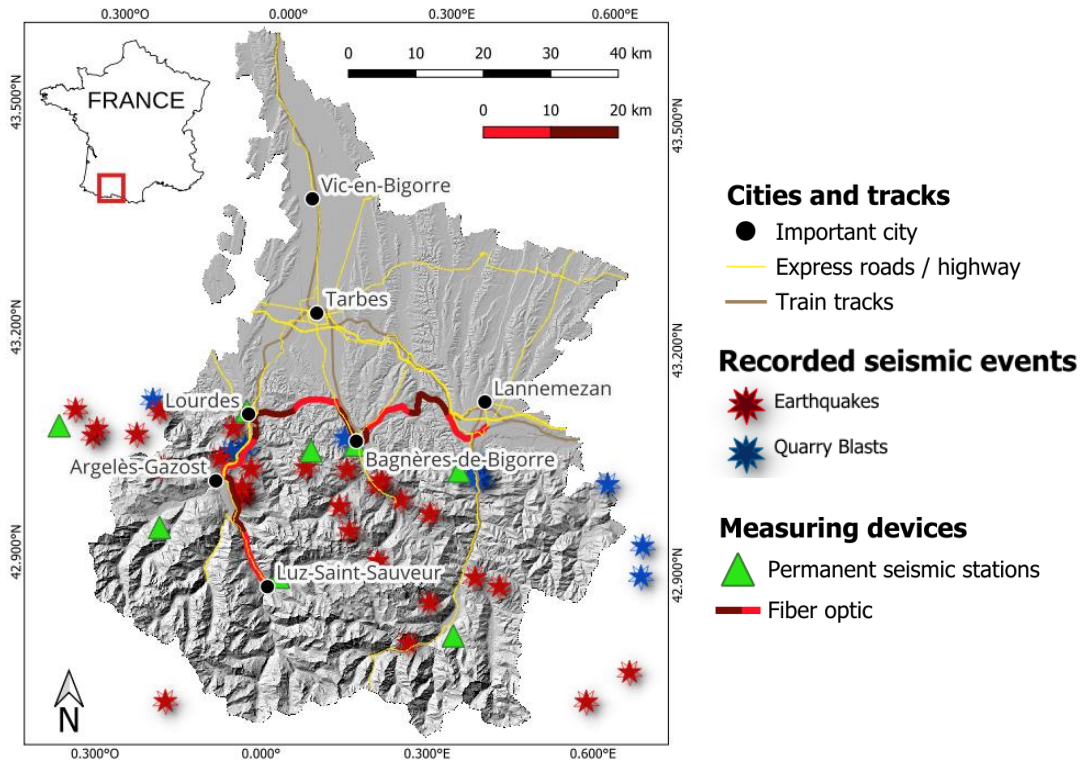 0.300°O 0.000° 0.300°E 0.600°E
0 10 20 30 40 km
0 10 20 km
FRANCE
43.500°N
43.500°N
Vic-en-Bigorre
Tarbes
43.200°N
43.200°N
Lannemezan
Lourdes
Bagnères-de-Bigorre
Argelès-Gazost
42.900°N
42.900°N
Luz-Saint-Sauveur
N
0.300°O 0.000° 0.300°E 0.600°E
Cities and tracks
Important city
Express roads / highway
Train tracks
Recorded seismic events
Earthquakes
Quarry Blasts
Measuring devices
Permanent seismic stations
Fiber optic